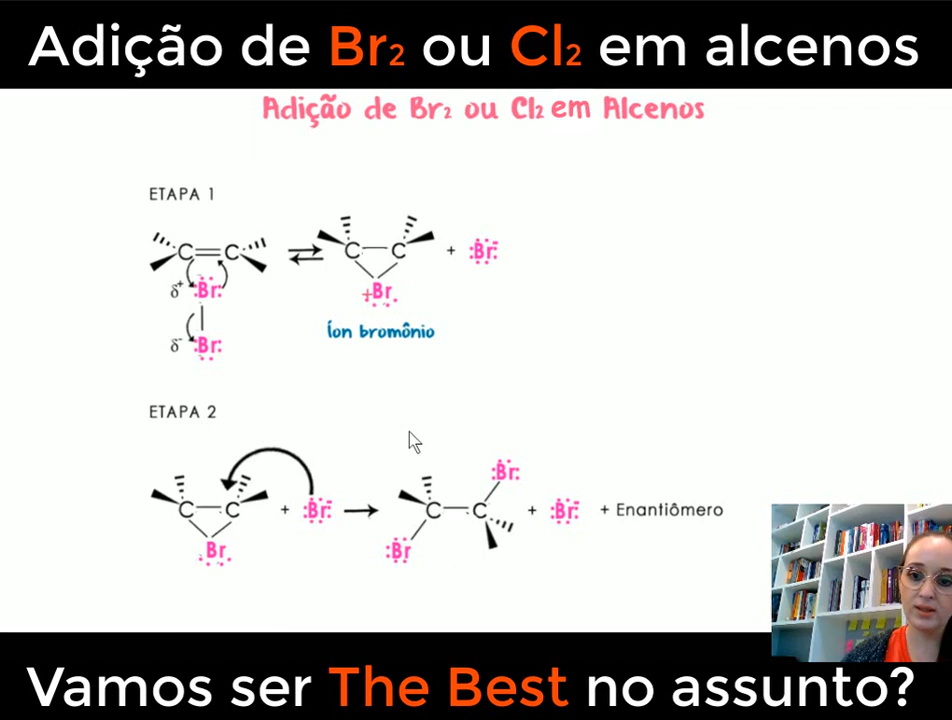 Adição de Br₂ ou Cl₂ em alcenos
Adição de Br₂ ou Cl₂ em Alcenos
ETAPA 1
C=C
C—C + :Br:⁻
δ⁺ :Br:
+Br
Íon bromônio
δ⁻ :Br:
ETAPA 2
:Br:
C—C + :Br:⁻ → C—C + :Br:⁻ + Enantiômero
Br
:Br
Vamos ser The Best no assunto?